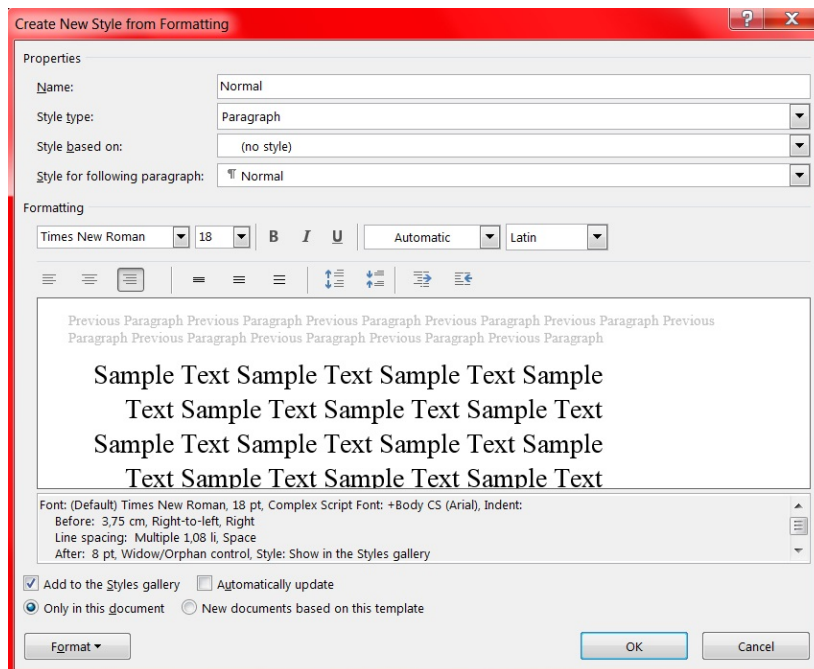 Create New Style from Formatting
Properties
Name:
Normal
Style type:
Paragraph
Style based on:
(no style)
Style for following paragraph:
¶ Normal
Formatting
Times New Roman
18
B I U
Automatic
Latin
Previous Paragraph Previous Paragraph Previous Paragraph Previous Paragraph Previous Paragraph Previous
Paragraph Previous Paragraph Previous Paragraph Previous Paragraph Previous Paragraph
Sample Text Sample Text Sample Text Sample
Text Sample Text Sample Text Sample Text
Sample Text Sample Text Sample Text Sample
Text Sample Text Sample Text Sample Text
Font: (Default) Times New Roman, 18 pt, Complex Script Font: +Body CS (Arial), Indent:
Before: 3,75 cm, Right-to-left, Right
Line spacing: Multiple 1,08 li, Space
After: 8 pt, Widow/Orphan control, Style: Show in the Styles gallery
Add to the Styles gallery
Automatically update
Only in this document
New documents based on this template
Format
OK
Cancel